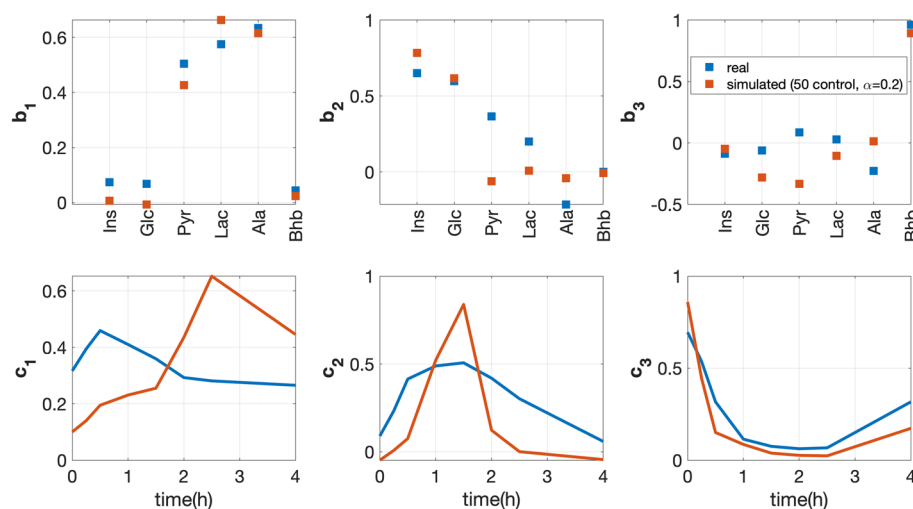 0.6
0.4
0.2
0
b1
Ins
Glc
Pyr
Lac
Ala
Bhb
1
0.5
0
b2
Ins
Glc
Pyr
Lac
Ala
Bhb
1
0.5
0
-0.5
b3
real
simulated (50 control, α=0.2)
Ins
Glc
Pyr
Lac
Ala
Bhb
0.6
0.4
0.2
0
c1
0 1 2 3 4
time(h)
1
0.5
0
c2
0 1 2 3 4
time(h)
1
0.5
0
c3
0 1 2 3 4
time(h)